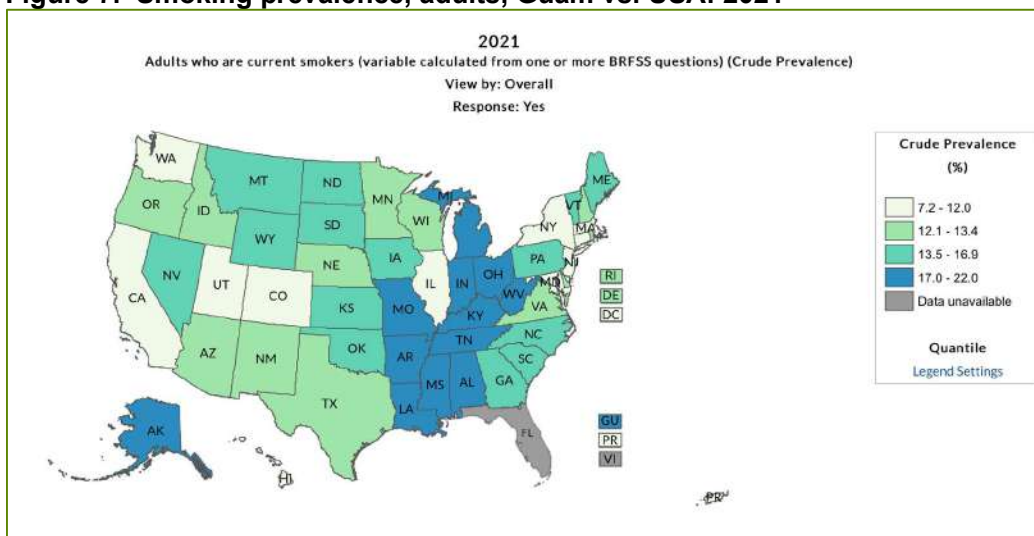 Figure 7. Smoking prevalence, adults, Guam vs. USA: 2021
2021
Adults who are current smokers (variable calculated from one or more BRFSS questions) (Crude Prevalence)
View by: Overall
Response: Yes
WA
MT
ND
MN
ME
OR
ID
WY
SD
WI
MI
VT
NY
MA
NV
UT
CO
NE
IA
IL
IN
OH
PA
NJ
MD
CA
KS
MO
KY
WV
VA
AZ
NM
OK
AR
TN
NC
SC
TX
LA
MS
AL
GA
FL
AK
HI
PR
RI
DE
DC
GU
PR
VI
Crude Prevalence
(%)
7.2 - 12.0
12.1 - 13.4
13.5 - 16.9
17.0 - 22.0
Data unavailable
Quantile
Legend Settings